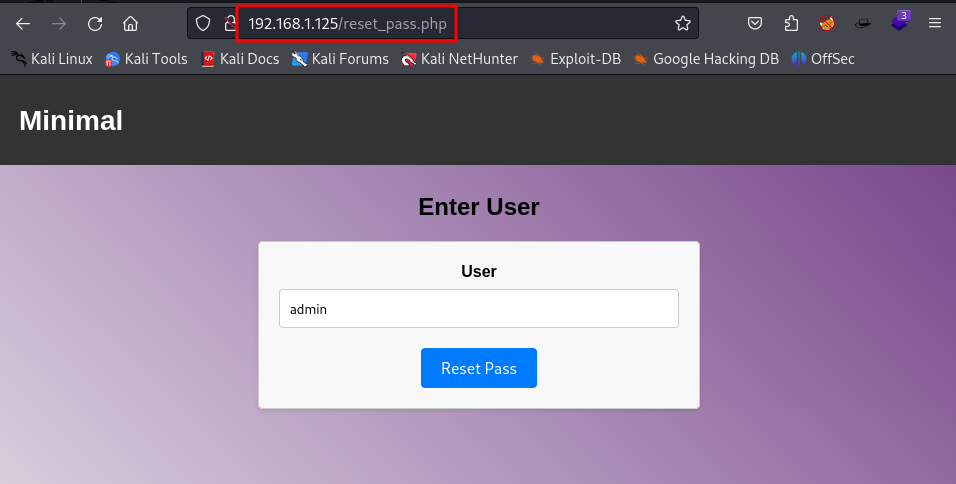 192.168.1.125/reset_pass.php
3
Kali Linux Kali Tools Kali Docs Kali Forums Kali NetHunter Exploit-DB Google Hacking DB OffSec
Minimal
Enter User
User
admin
Reset Pass